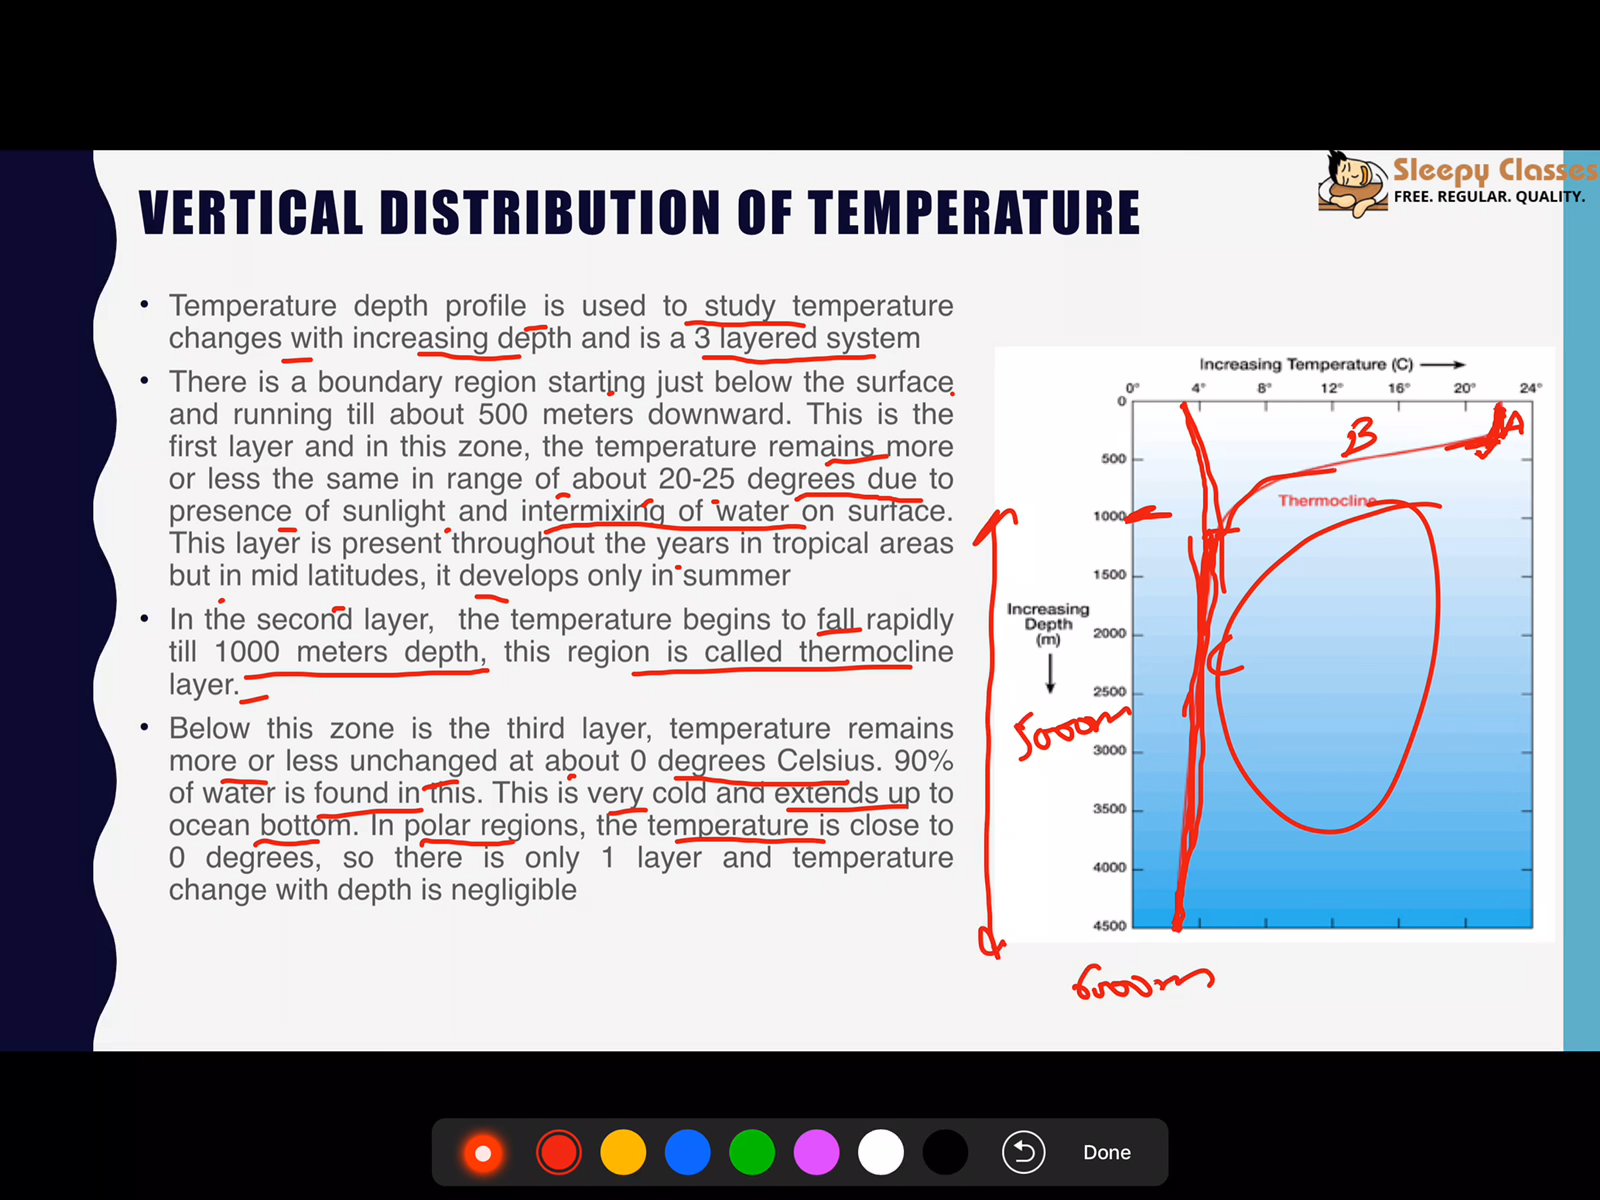 Sleepy Classes
FREE. REGULAR. QUALITY.
VERTICAL DISTRIBUTION OF TEMPERATURE
• Temperature depth profile is used to study temperature
changes with increasing depth and is a 3 layered system
• There is a boundary region starting just below the surface
and running till about 500 meters downward. This is the
first layer and in this zone, the temperature remains more
or less the same in range of about 20-25 degrees due to
presence of sunlight and intermixing of water on surface.
This layer is present throughout the years in tropical areas
but in mid latitudes, it develops only in summer
• In the second layer, the temperature begins to fall rapidly
till 1000 meters depth, this region is called thermocline
layer.
• Below this zone is the third layer, temperature remains
more or less unchanged at about 0 degrees Celsius. 90%
of water is found in this. This is very cold and extends up to
ocean bottom. In polar regions, the temperature is close to
0 degrees, so there is only 1 layer and temperature
change with depth is negligible
Increasing Temperature (C)
0° 4° 8° 12° 16° 20° 24°
0
A
B
500
Thermocline
1000
1500
Increasing
Depth
(m)
2000
C
2500
5000m
3000
3500
4000
4500
6000m
Done